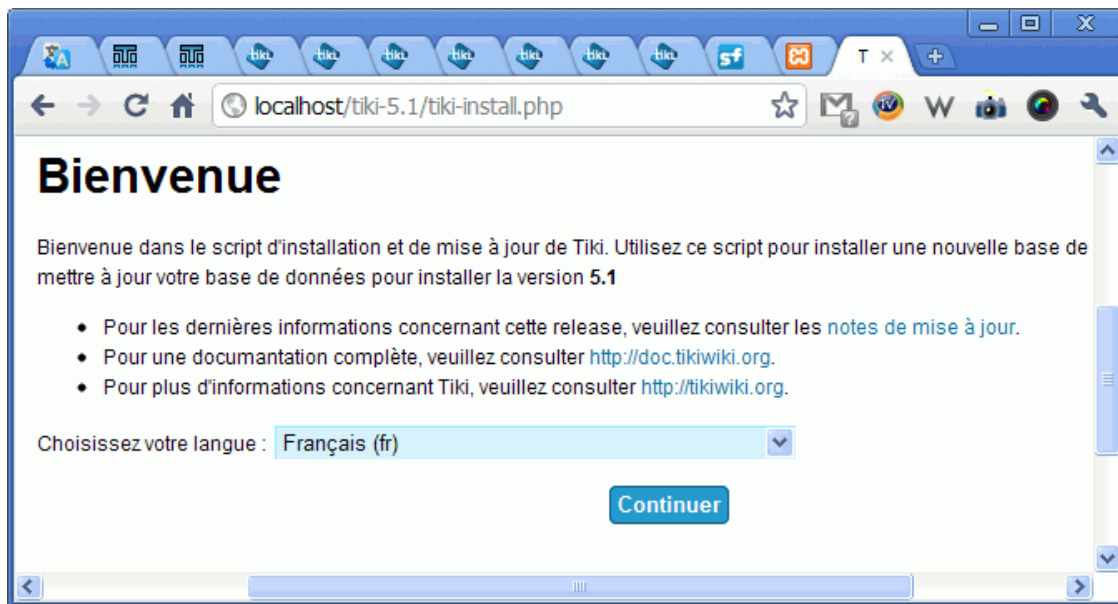 T
localhost/tiki-5.1/tiki-install.php
Bienvenue
Bienvenue dans le script d'installation et de mise à jour de Tiki. Utilisez ce script pour installer une nouvelle base de
mettre à jour votre base de données pour installer la version 5.1
Pour les dernières informations concernant cette release, veuillez consulter les notes de mise à jour.
Pour une documantation complète, veuillez consulter http://doc.tikiwiki.org.
Pour plus d'informations concernant Tiki, veuillez consulter http://tikiwiki.org.
Choisissez votre langue : Français (fr)
Continuer